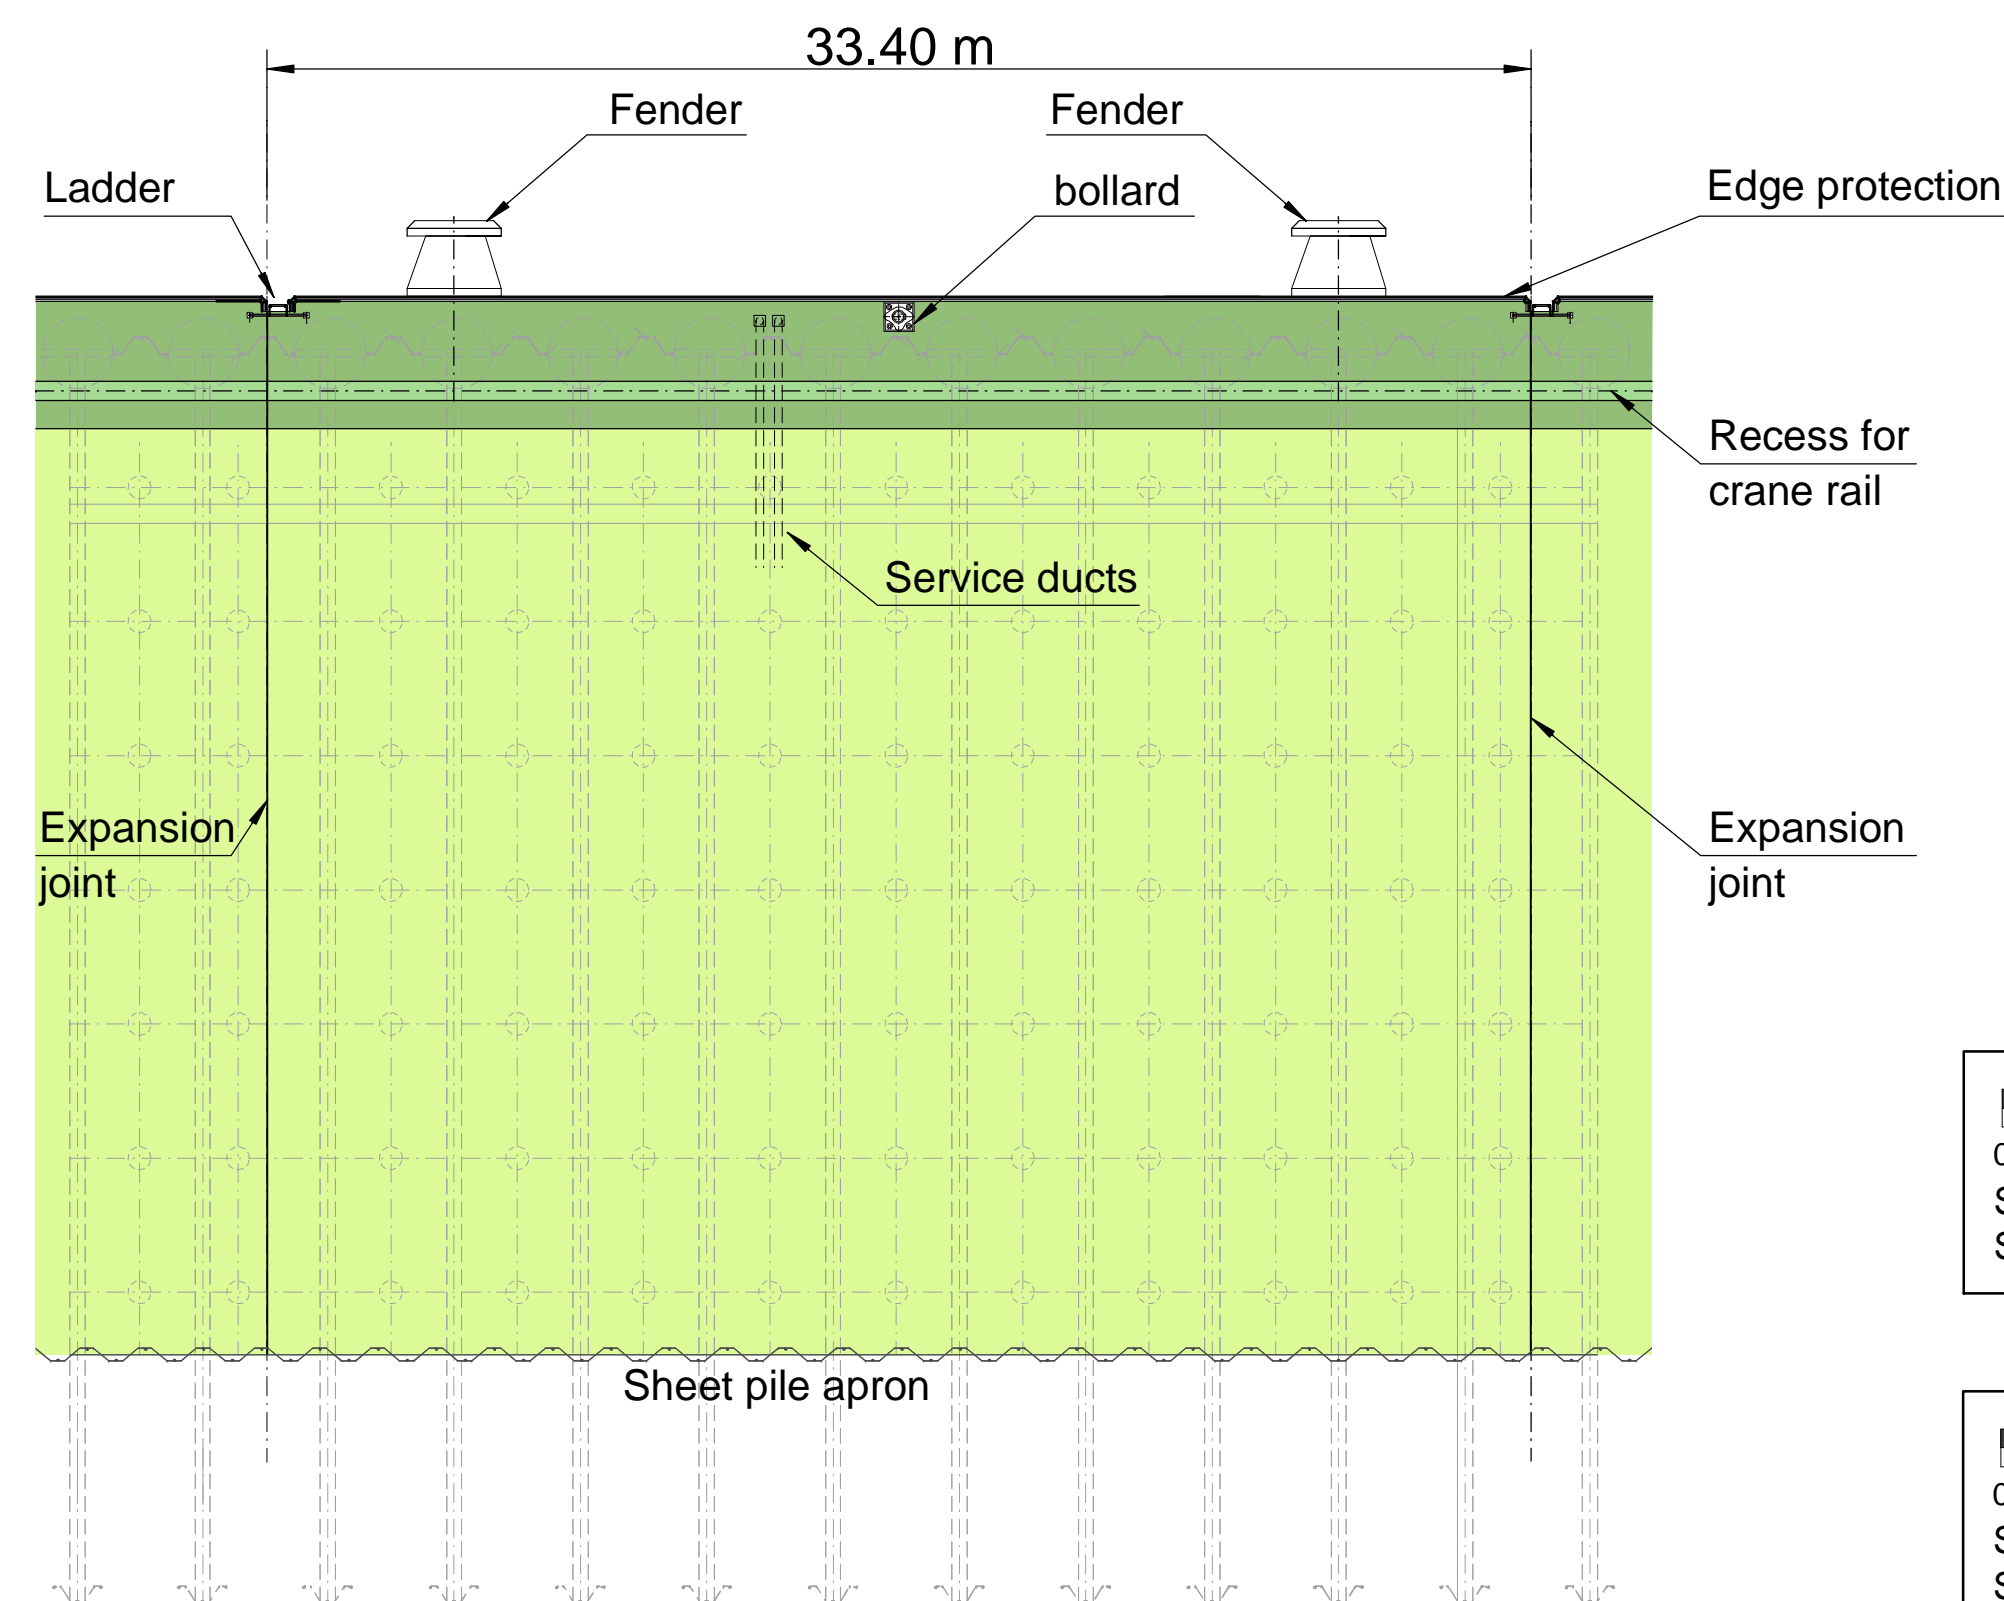 33.40 m
Fender
Fender
Ladder
bollard
Edge protection
Recess for
crane rail
Service ducts
Expansion
joint
Expansion
joint
Sheet pile apron